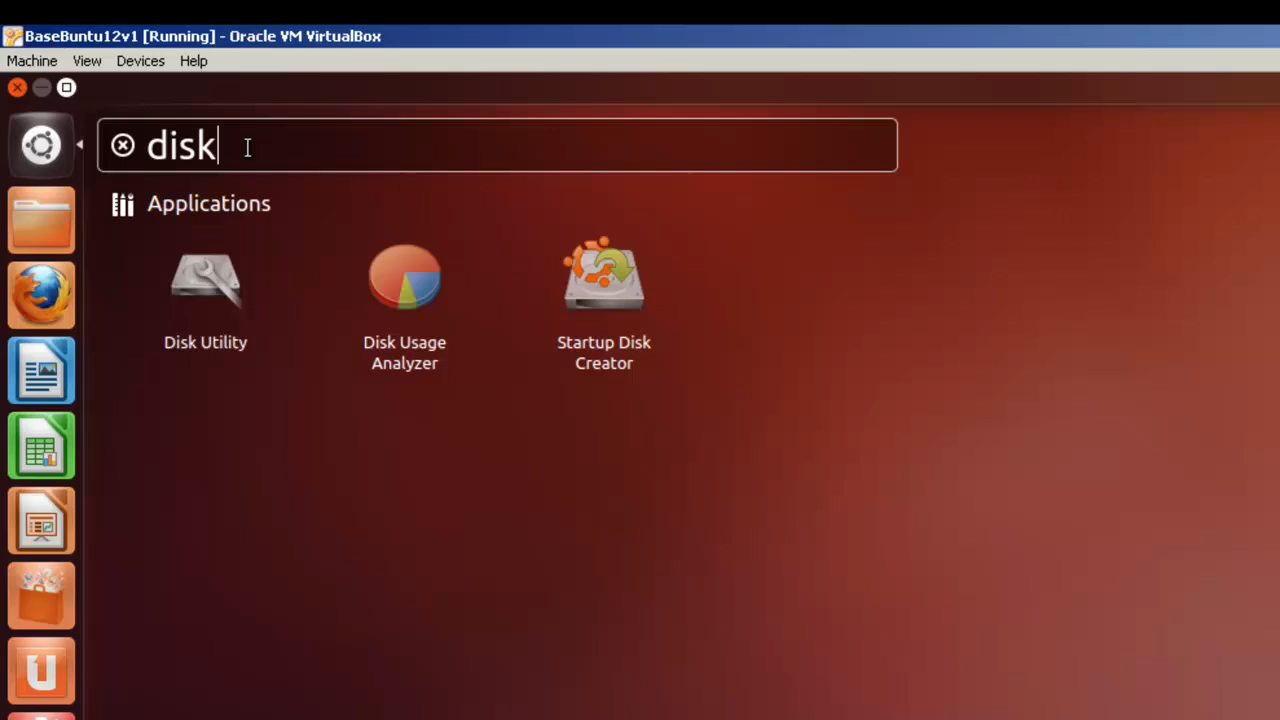 BaseBuntu12v1 [Running] - Oracle VM VirtualBox
Machine View Devices Help
disk
Applications
Disk Utility
Disk Usage
Analyzer
Startup Disk
Creator